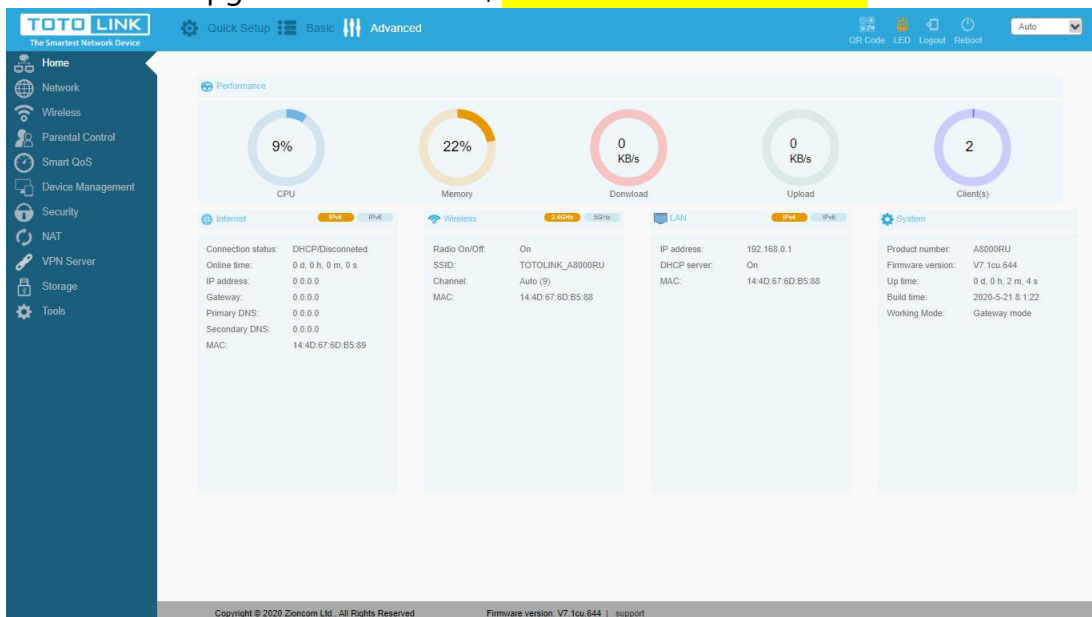 TOTO LINK
The Smartest Network Device
Quick Setup
Basic
Advanced
QR Code
LED
Logout
Reboot
Auto
Home
Network
Wireless
Parental Control
Smart QoS
Device Management
Security
NAT
VPN Server
Storage
Tools
Performance
9%
CPU
22%
Memory
0
KB/s
Donwload
0
KB/s
Upload
2
Client(s)
Internet
IPv4
IPv6
Connection status: DHCP/Disconneted
Online time: 0 d, 0 h, 0 m, 0 s
IP address: 0.0.0.0
Gateway: 0.0.0.0
Primary DNS: 0.0.0.0
Secondary DNS: 0.0.0.0
MAC: 14:4D:67:6D:B5:89
Wireless
2.4GHz
5GHz
Radio On/Off: On
SSID: TOTOLINK_A8000RU
Channel: Auto (9)
MAC: 14:4D:67:6D:B5:88
LAN
IPv4
IPv6
IP address: 192.168.0.1
DHCP server: On
MAC: 14:4D:67:6D:B5:88
System
Product number: A8000RU
Firmware version: V7.1cu.644
Up time: 0 d, 0 h, 2 m, 4 s
Build time: 2020-5-21 8:1:22
Working Mode: Gateway mode
Copyright © 2020 Zioncom Ltd., All Rights Reserved
Firmware version: V7.1cu.644 | support